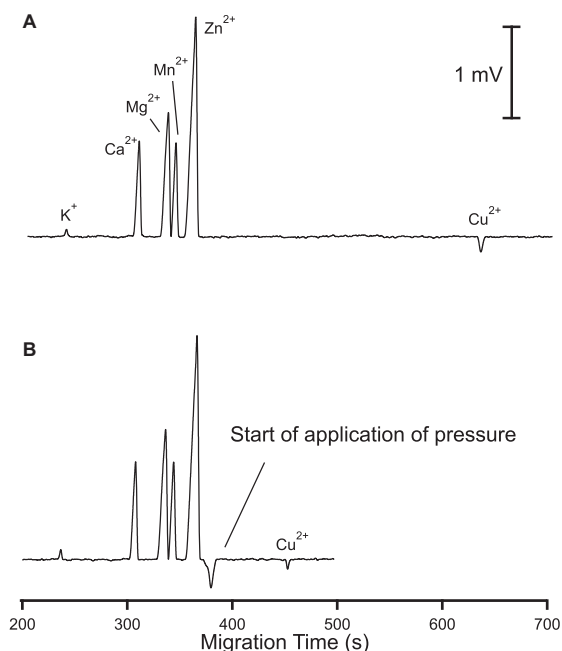 A
Zn2+
Mn2+
1 mV
Mg2+
Ca2+
K+
Cu2+
B
Start of application of pressure
Cu2+
200 300 400 500 600 700
Migration Time (s)